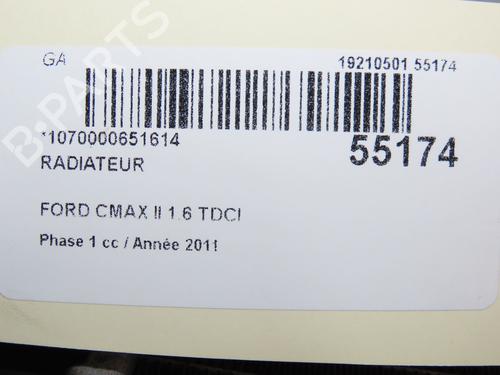 GA
19210501 55174
*1070000651614
55174
RADIATEUR
FORD CMAX II 1.6 TDCI
Phase 1 cc / Année 2011
B-PARTS